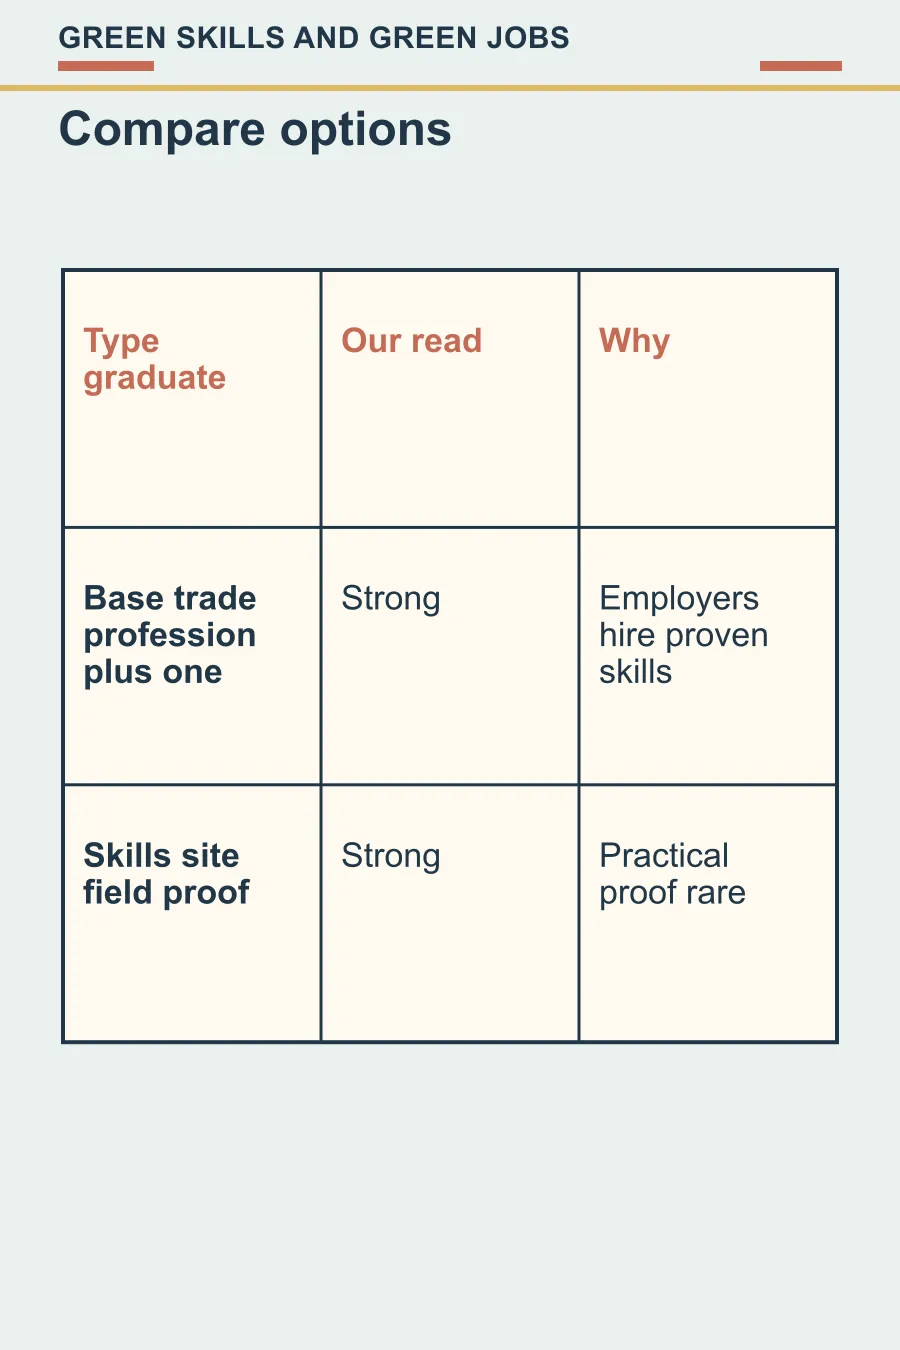 GREEN SKILLS AND GREEN JOBS
Compare options
Type
graduate
Our read
Why
Base trade
profession
plus one
Strong
Employers
hire proven
skills
Skills site
field proof
Strong
Practical
proof rare